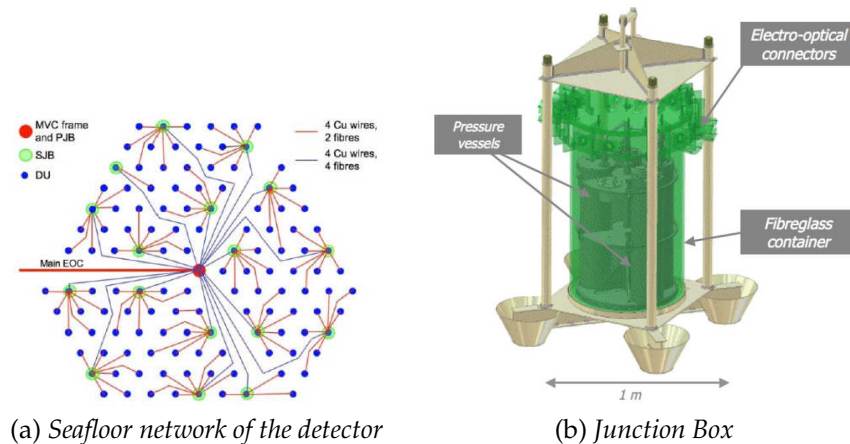 MVC frame
and PJB
SJB
DU
4 Cu wires,
2 fibres
4 Cu wires,
4 fibres
Main EOC
(a) Seafloor network of the detector
Electro-optical
connectors
Pressure
vessels
Fibreglass
container
1 m
(b) Junction Box